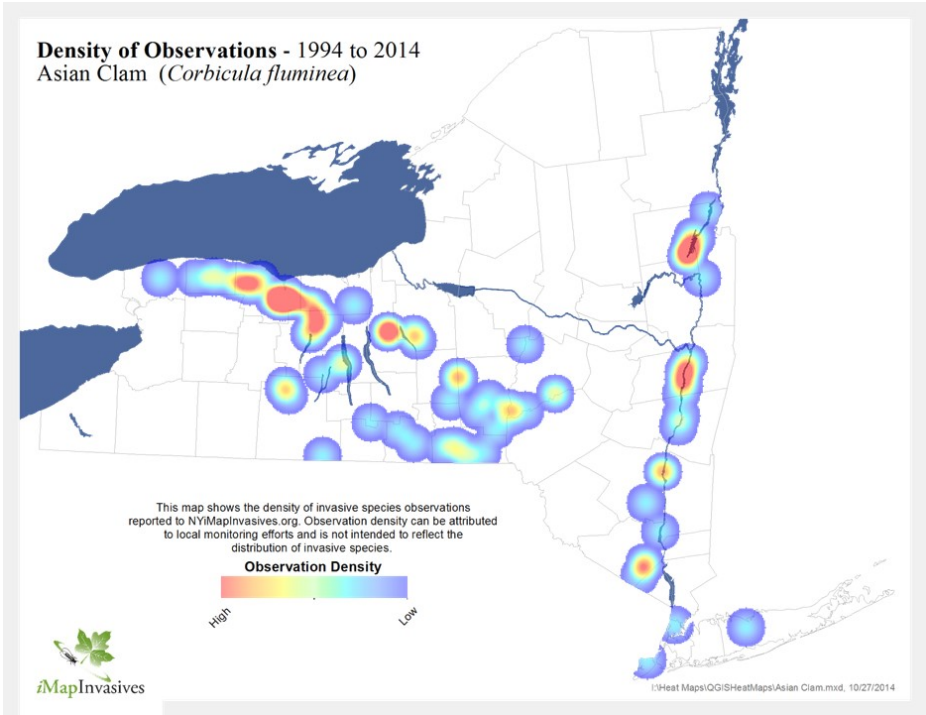 Density of Observations - 1994 to 2014
Asian Clam (Corbicula fluminea)
This map shows the density of invasive species observations
reported to NYiMapInvasives.org. Observation density can be attributed
to local monitoring efforts and is not intended to reflect the
distribution of invasive species.
Observation Density
High
Low
iMapInvasives
I:\Heat Maps\QGISHeatMaps\Asian Clam.mxd, 10/27/2014